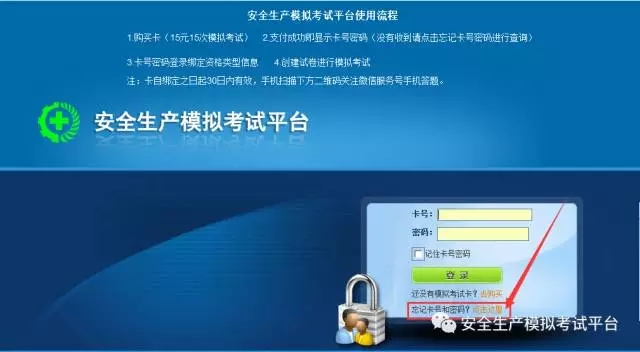 安全生产模拟考试平台使用流程
1.购买卡（15元15次模拟考试） 2.支付成功即显示卡号密码（没有收到请点击忘记卡号密码进行查询）
3.卡号密码登录绑定资格类型信息 4.创建试卷进行模拟考试
注：卡自绑定之日起30日内有效，手机扫描下方二维码关注微信服务号手机答题。
安全生产模拟考试平台
卡号:
密码:
记住卡号密码
登录
还没有模拟考试卡？去购买
忘记卡号和密码？点击这里
安全生产模拟考试平台